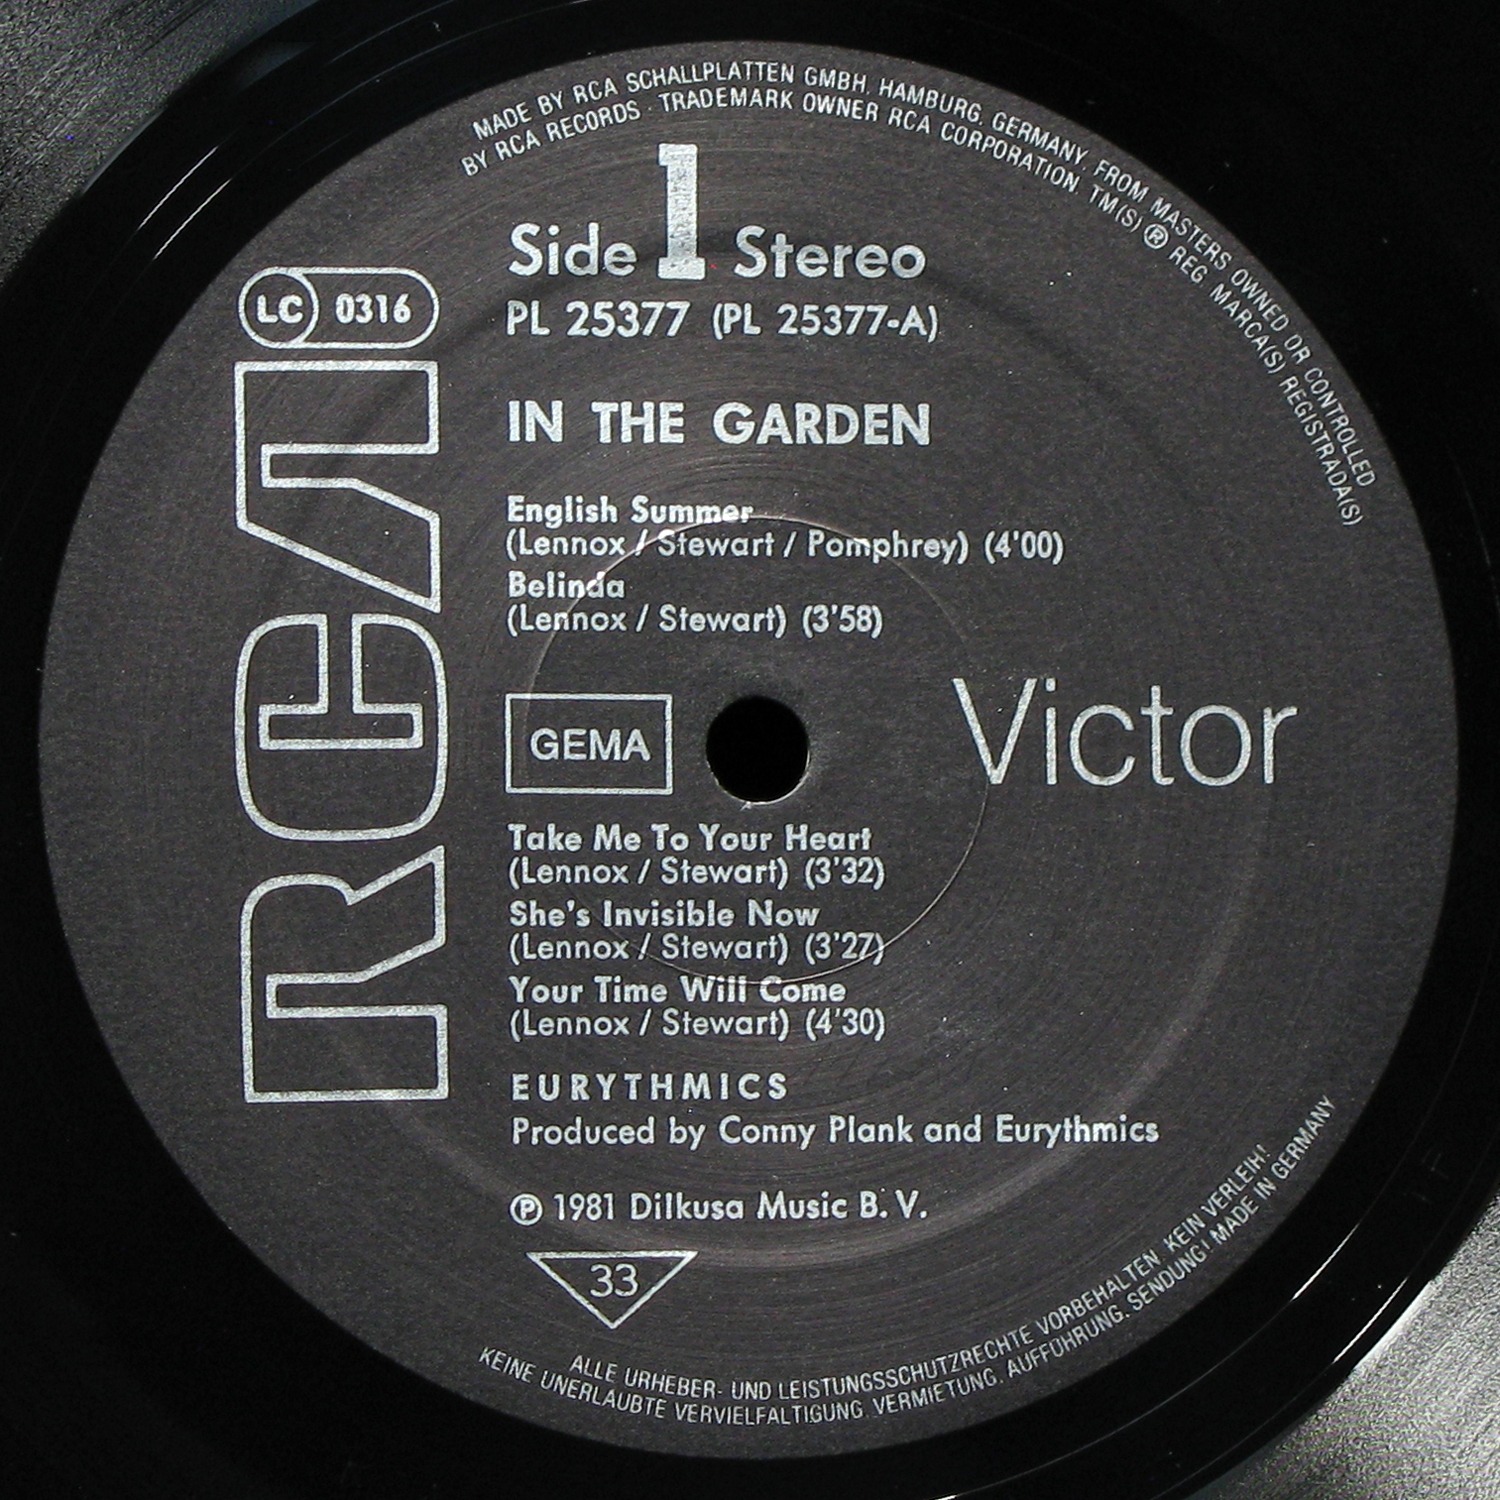 MADE BY RCA SCHALLPLATTEN GMBH, HAMBURG, GERMANY, FROM MASTERS OWNED OR CONTROLLED
BY RCA RECORDS · TRADEMARK OWNER RCA CORPORATION TM(S) ® REG. MARCA(S) REGISTRADA(S)
Side 1 Stereo
LC 0316
PL 25377 (PL 25377-A)
RCA
IN THE GARDEN
English Summer
(Lennox / Stewart / Pomphrey) (4'00)
Belinda
(Lennox / Stewart) (3'58)
GEMA
Victor
Take Me To Your Heart
(Lennox / Stewart) (3'32)
She's Invisible Now
(Lennox / Stewart) (3'27)
Your Time Will Come
(Lennox / Stewart) (4'30)
EURYTHMICS
Produced by Conny Plank and Eurythmics
℗ 1981 Dilkusa Music B.V.
33
ALLE URHEBER- UND LEISTUNGSSCHUTZRECHTE VORBEHALTEN. KEIN VERLEIH!
KEINE UNERLAUBTE VERVIELFALTIGUNG, VERMIETUNG, AUFFÜHRUNG, SENDUNG! MADE IN GERMANY